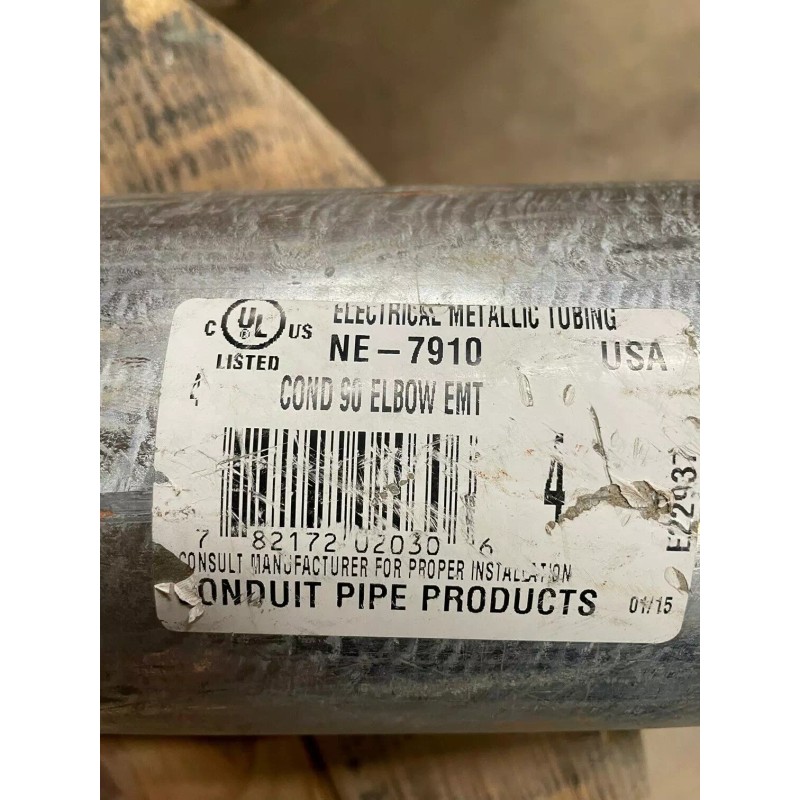 ELECTRICAL METALLIC TUBING
C UL US
LISTED
NE-7910
USA
4
COND 90 ELBOW EMT
4
E22937
7 82172 02030 6
CONSULT MANUFACTURER FOR PROPER INSTALLATION
CONDUIT PIPE PRODUCTS
01/15